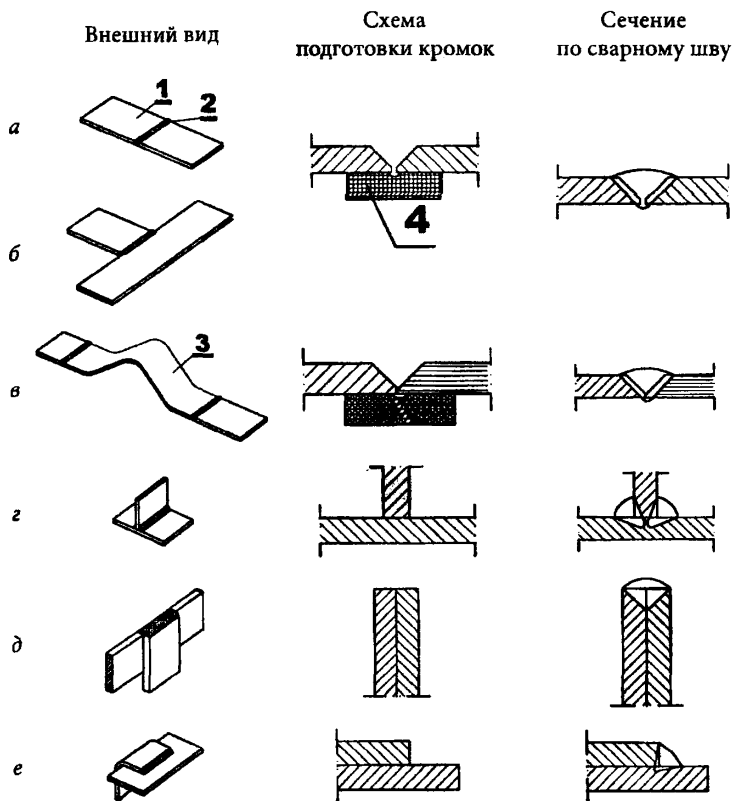 Внешний вид
Схема
подготовки кромок
Сечение
по сварному шву
а
1
2
4
б
в
3
г
д
е